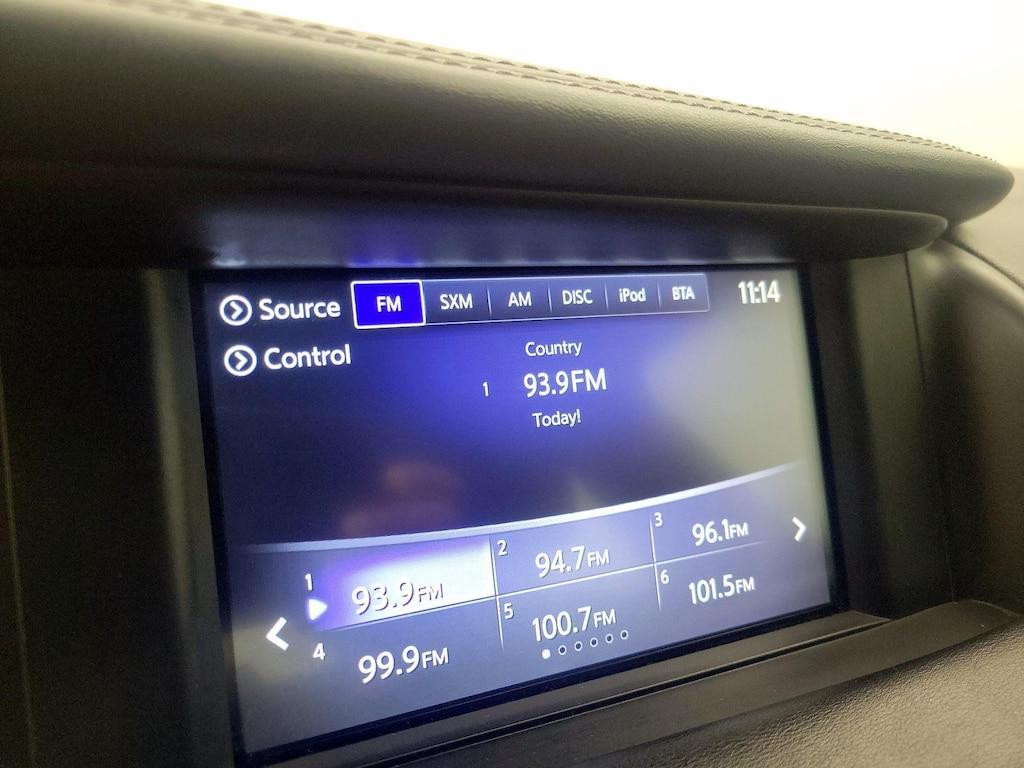 Source FM SXM AM DISC iPod BTA 11:14
Control
Country
1 93.9FM
Today!
1 93.9FM 2 94.7FM 3 96.1FM
4 99.9FM 5 100.7FM 6 101.5FM